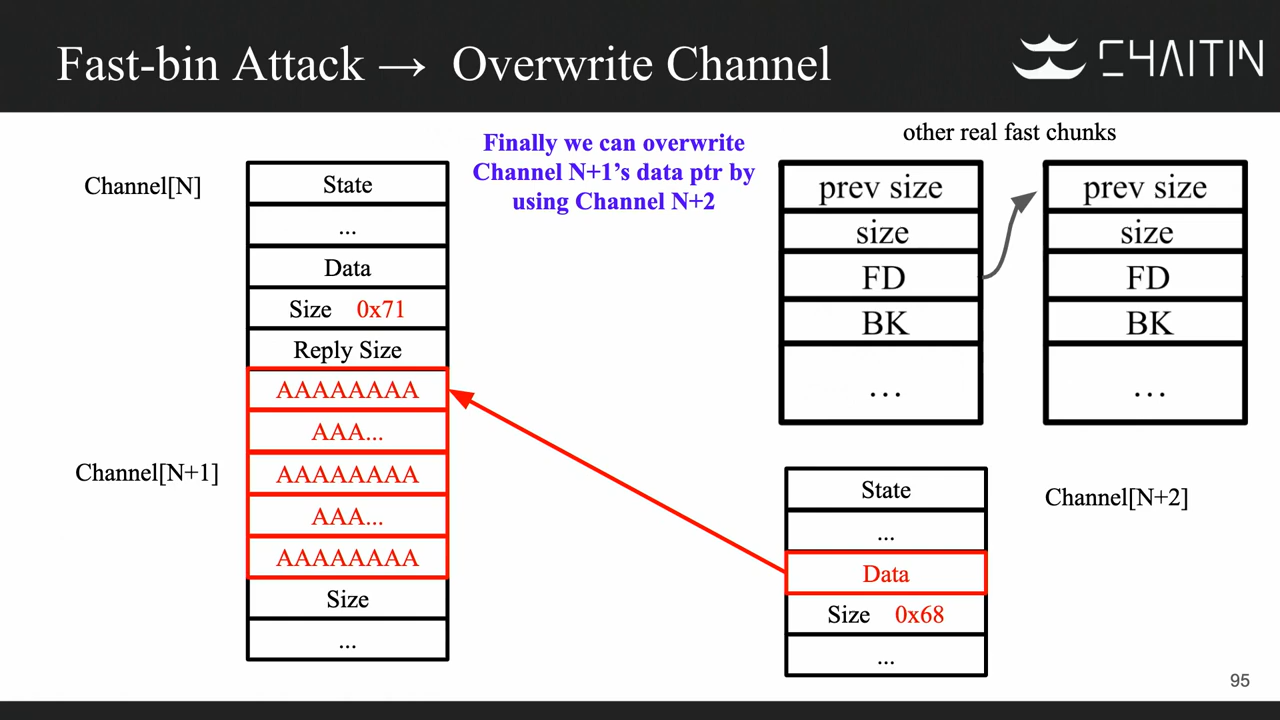 Fast-bin Attack → Overwrite Channel
CHAITIN
Finally we can overwrite
Channel N+1’s data ptr by
using Channel N+2
Channel[N]
State
...
Data
Size 0x71
Reply Size
AAAAAAAA
AAA...
Channel[N+1]
AAAAAAAA
AAA...
AAAAAAAA
Size
...
other real fast chunks
prev size
size
FD
BK
...
prev size
size
FD
BK
...
Channel[N+2]
State
...
Data
Size 0x68
...
95